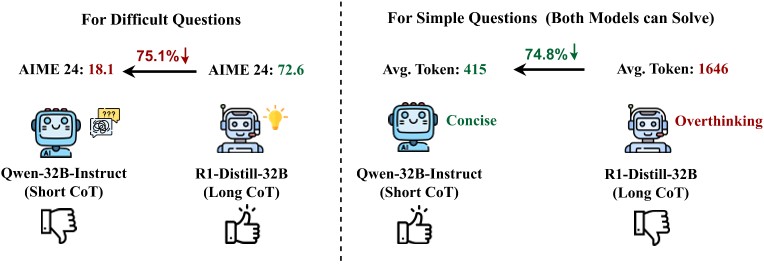 For Difficult Questions
75.1%↓
AIME 24: 18.1
AIME 24: 72.6
???
AI
Qwen-32B-Instruct
(Short CoT)
R1-Distill-32B
(Long CoT)
For Simple Questions (Both Models can Solve)
74.8%↓
Avg. Token: 415
Avg. Token: 1646
AI
Concise
Overthinking
Qwen-32B-Instruct
(Short CoT)
R1-Distill-32B
(Long CoT)